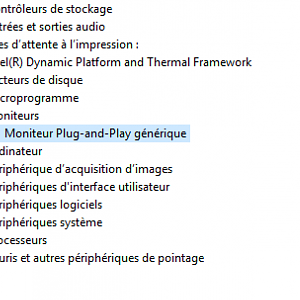 ontrôleurs de stockage
trées et sorties audio
es d'attente à l'impression :
el(R) Dynamic Platform and Thermal Framework
cteurs de disque
icroprogramme
oniteurs
Moniteur Plug-and-Play générique
dinateur
riphérique d'acquisition d'images
riphériques d'interface utilisateur
riphériques logiciels
riphériques système
ocesseurs
uris et autres périphériques de pointage